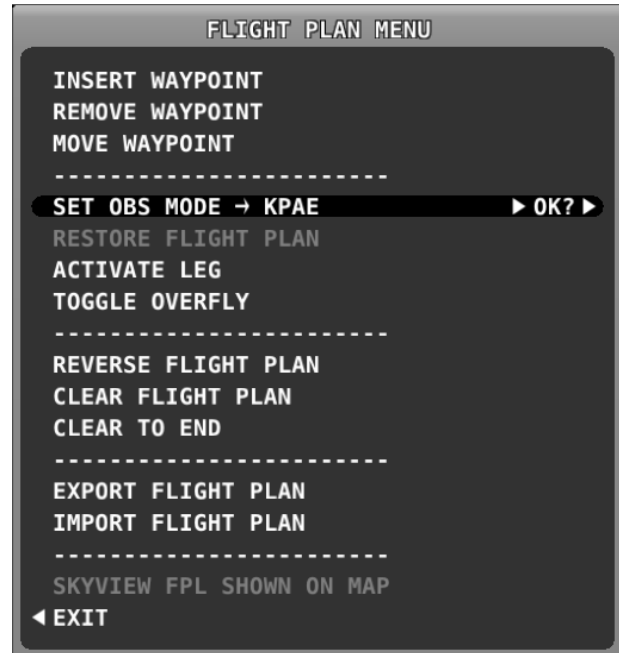 FLIGHT PLAN MENU
INSERT WAYPOINT
REMOVE WAYPOINT
MOVE WAYPOINT
------------------------
SET OBS MODE → KPAE ▶ OK? ▶
RESTORE FLIGHT PLAN
ACTIVATE LEG
TOGGLE OVERFLY
------------------------
REVERSE FLIGHT PLAN
CLEAR FLIGHT PLAN
CLEAR TO END
------------------------
EXPORT FLIGHT PLAN
IMPORT FLIGHT PLAN
------------------------
SKYVIEW FPL SHOWN ON MAP
◀ EXIT